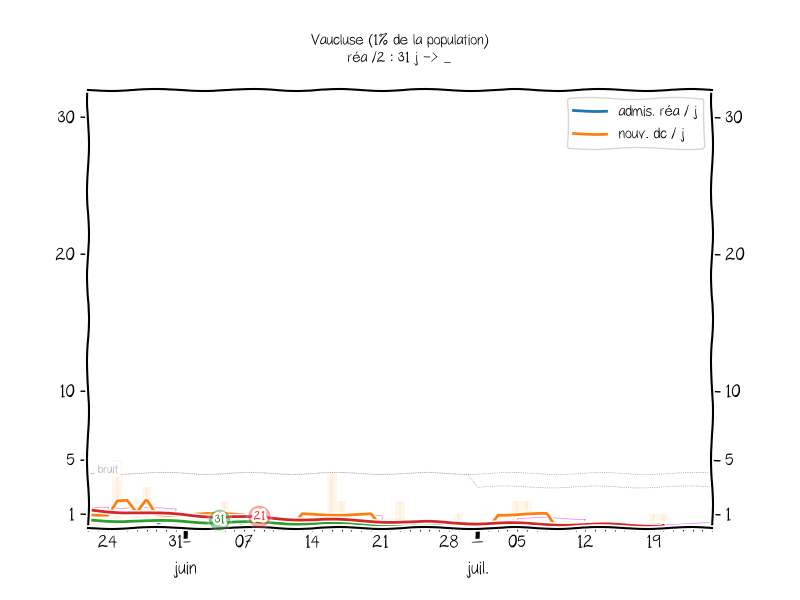 Vaucluse (1% de la population)
réa /2 : 31 j -> _
admis. réa / j
nouv. dc / j
30
30
20
20
10
10
5
5
bruit
1
1
31
21
24 31 07 14 21 28 05 12 19
juin juil.